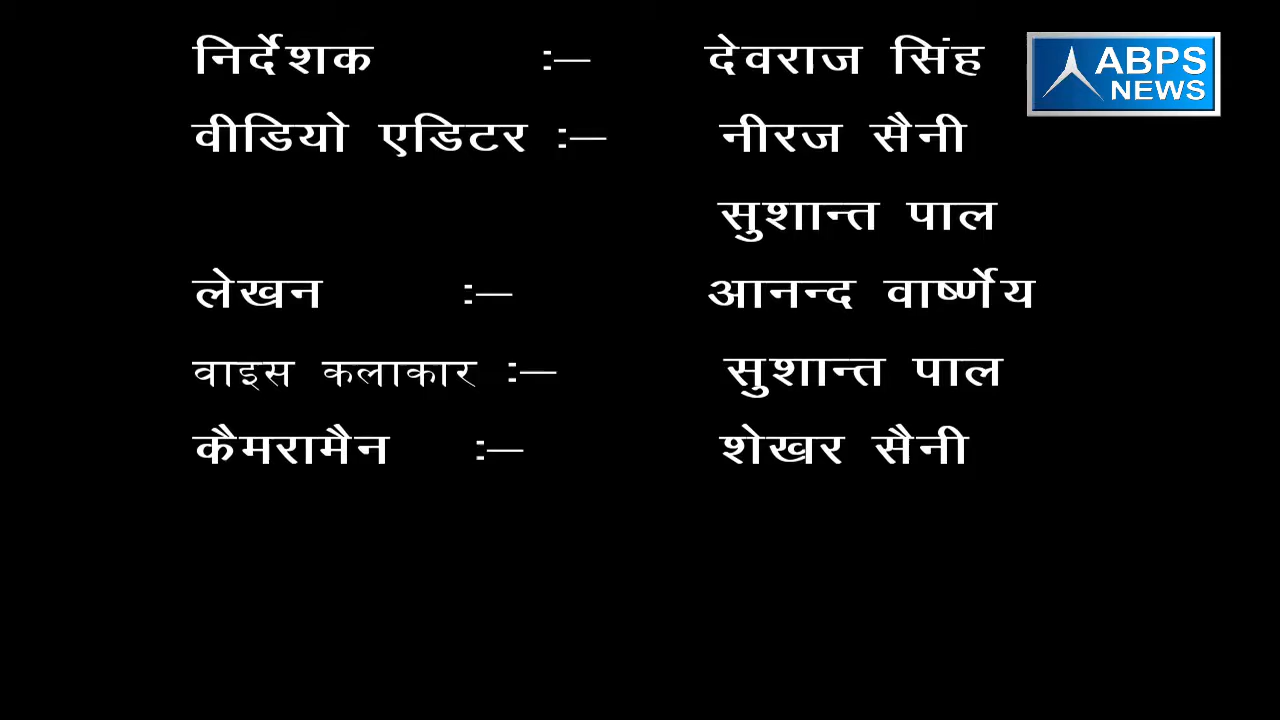 निर्देशक :— देवराज सिंह
ABPS
NEWS
वीडियो एडिटर :— नीरज सैनी
सुशान्त पाल
लेखन :— आनन्द वार्ष्णेय
वाइस कलाकार :— सुशान्त पाल
कैमरामैन :— शेखर सैनी